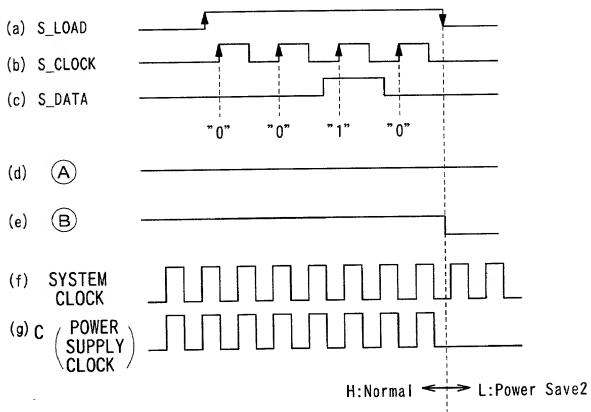 (a) S_LOAD
(b) S_CLOCK
(c) S_DATA
"0" "0" "1" "0"
(d) A
(e) B
(f) SYSTEM
CLOCK
(g) C ( POWER
SUPPLY
CLOCK )
H:Normal L:Power Save2